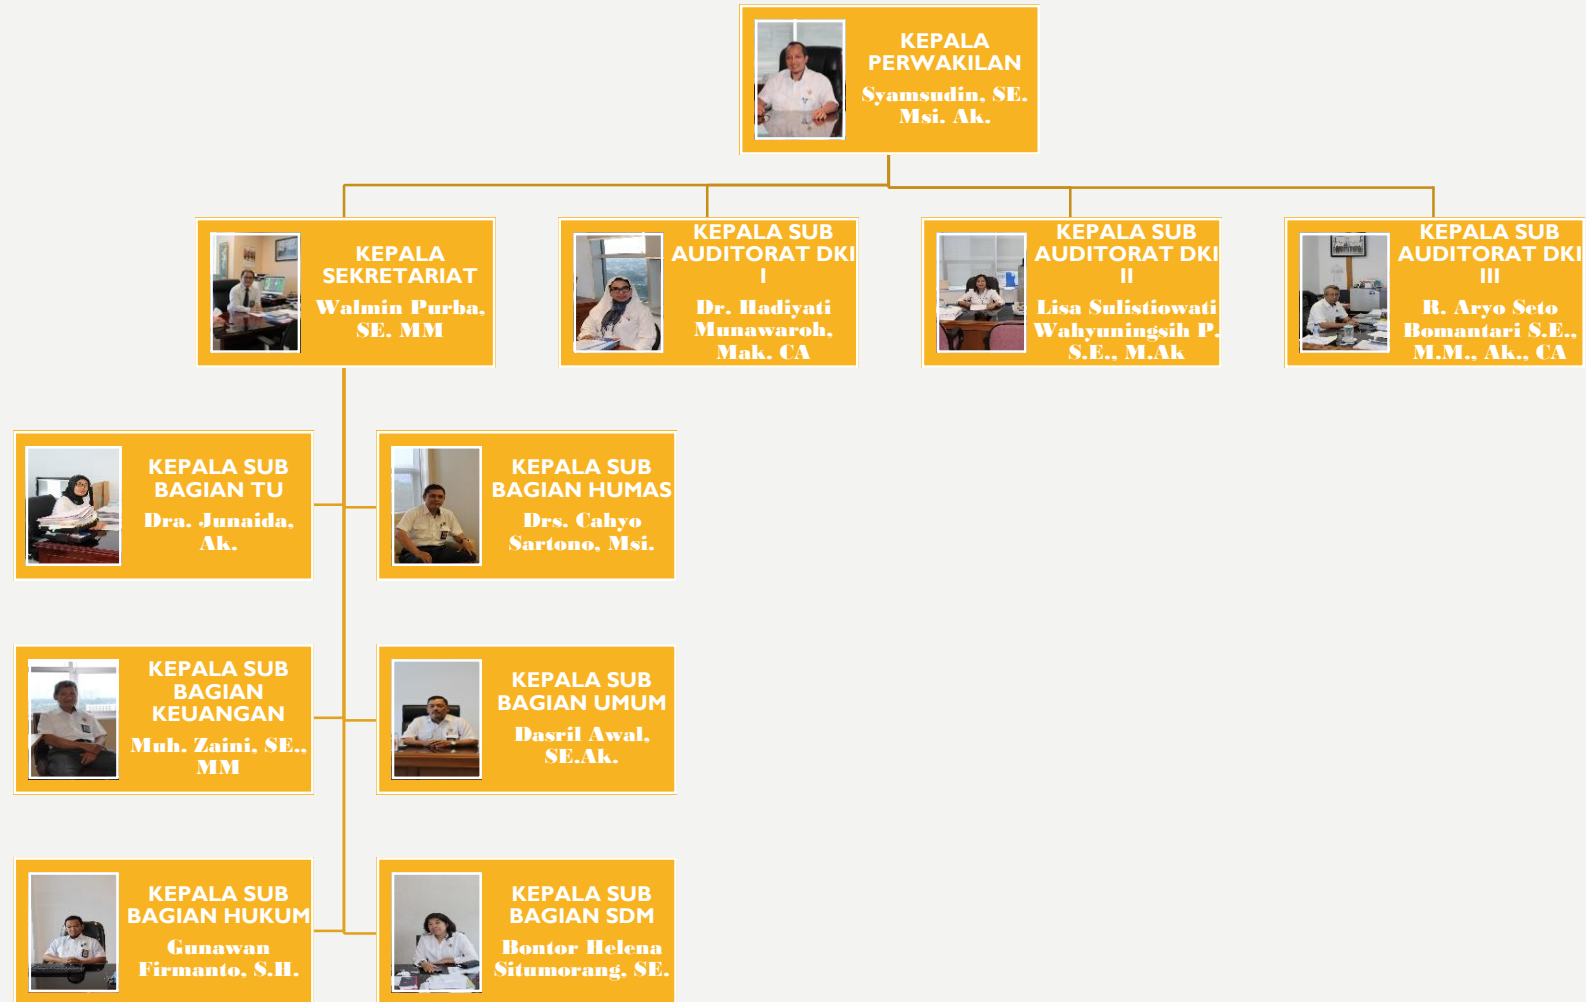 KEPALA
PERWAKILAN
Syamsudin, SE.
Msi. Ak.
KEPALA
SEKRETARIAT
Walmin Purba,
SE. MM
KEPALA SUB
AUDITORAT DKI
I
Dr. Hadiyati
Munawaroh,
Mak. CA
KEPALA SUB
AUDITORAT DKI
II
Lisa Sulistiowati
Wahyuningsih P.
S.E., M.Ak
KEPALA SUB
AUDITORAT DKI
III
R. Aryo Seto
Bomantari S.E.,
M.M., Ak., CA
KEPALA SUB
BAGIAN TU
Dra. Junaida,
Ak.
KEPALA SUB
BAGIAN HUMAS
Drs. Cahyo
Sartono, Msi.
KEPALA SUB
BAGIAN
KEUANGAN
Muh. Zaini, SE.,
MM
KEPALA SUB
BAGIAN UMUM
Dasril Awal,
SE.Ak.
KEPALA SUB
BAGIAN HUKUM
Gunawan
Firmanto, S.H.
KEPALA SUB
BAGIAN SDM
Bontor Helena
Situmorang, SE.